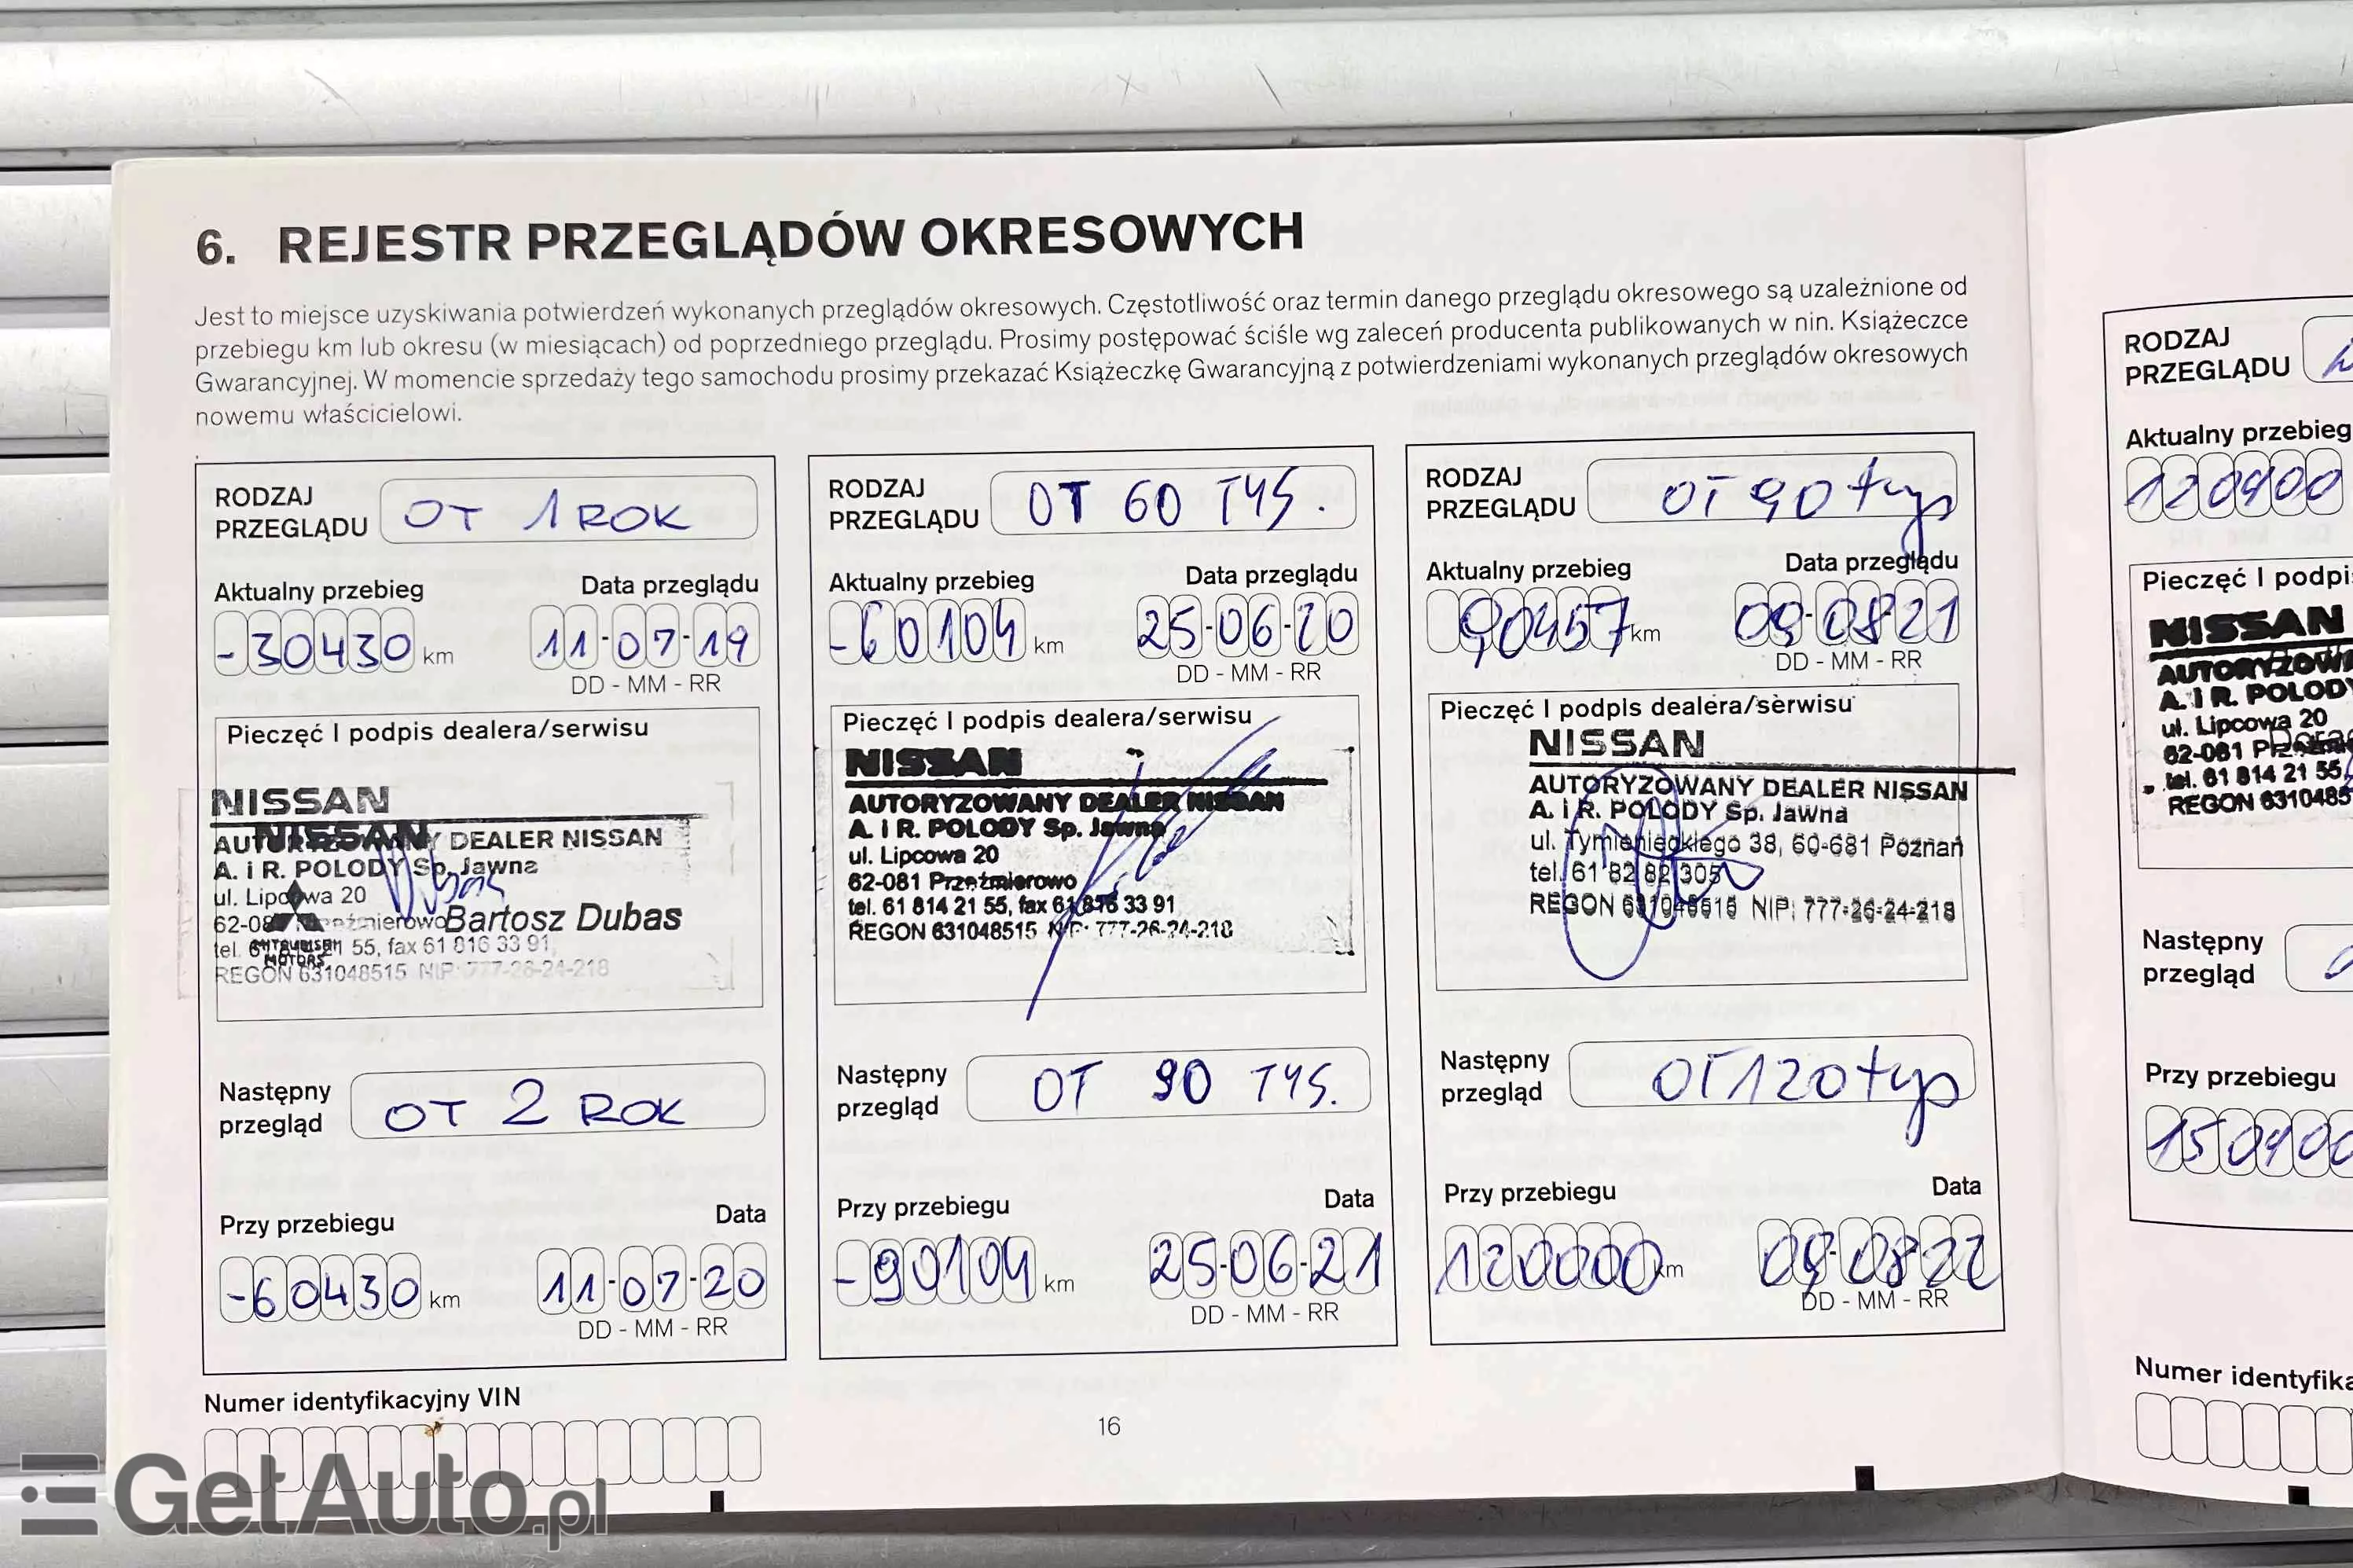 6. REJESTR PRZEGLĄDÓW OKRESOWYCH
Jest to miejsce uzyskiwania potwierdzeń wykonanych przeglądów okresowych. Częstotliwość oraz termin danego przeglądu okresowego są uzależnione od
przebiegu km lub okresu (w miesiącach) od poprzedniego przeglądu. Prosimy postępować ściśle wg zaleceń producenta publikowanych w nin. Książeczce
Gwarancyjnej. W momencie sprzedaży tego samochodu prosimy przekazać Książeczkę Gwarancyjną z potwierdzeniami wykonanych przeglądów okresowych
nowemu właścicielowi.
RODZAJ
PRZEGLĄDU OT 1 ROK
Aktualny przebieg Data przeglądu
-30430 km 11-07-19
DD - MM - RR
Pieczęć I podpis dealera/serwisu
NISSAN
NISSAN
DEALER NISSAN
A. i R. POLODY Sp. Jawna
ul. Lipcowa 20
Bartosz Dubas
MOTORS
55, fax 61 816 33 91,
REGON 631048515 NIP: 777-26-24-218
Następny
przegląd OT 2 ROK
Przy przebiegu Data
-60430 km 11-07-20
DD - MM - RR
Numer identyfikacyjny VIN
RODZAJ
PRZEGLĄDU OT 60 TYS.
Aktualny przebieg Data przeglądu
-60104 km 25-06-20
DD - MM - RR
Pieczęć I podpis dealera/serwisu
NISSAN
AUTORYZOWANY DEALER NISSAN
A. i R. POLODY Sp. Jawna
ul. Lipcowa 20
62-081 Przeźmierowo
tel. 61 814 21 55, fax 61 816 33 91,
REGON 631048515 NIP: 777-26-24-218
Następny
przegląd OT 90 TYS.
Przy przebiegu Data
-90104 km 25-06-21
DD - MM - RR
RODZAJ
PRZEGLĄDU OT 90 tys
Aktualny przebieg Data przeglądu
90457 km 09-08 21
DD - MM - RR
Pieczęć I podpis dealera/serwisu
NISSAN
AUTORYZOWANY DEALER NISSAN
A. i R. POLODY Sp. Jawna
ul. Tymienieckiego 38, 60-681 Poznań
tel. 61 82 82 305
REGON 631048515 NIP: 777-26-24-218
Następny
przegląd OT 120 tys
Przy przebiegu Data
120000 km 09-08-22
DD - MM - RR
16
RODZAJ
PRZEGLĄDU
Aktualny przebieg
Pieczęć I podpi
NISSAN
AUTORYZOW
A. i R. POLOD
ul. Lipcowa 20
62-081
tel. 61 814 21 55,
REGON 6310485
Następny
przegląd
Przy przebiegu
Numer identyfika
GetAuto.pl